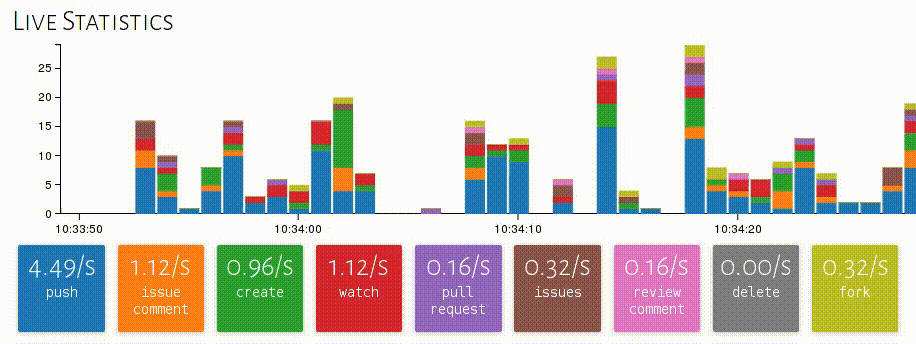 Live Statistics
25
20
15
10
5
0
10:33:50 10:34:00 10:34:10 10:34:20
4.49/s 1.12/s 0.96/s 1.12/s 0.16/s 0.32/s 0.16/s 0.00/s 0.32/s
push issue create watch pull issues review delete fork
comment request comment